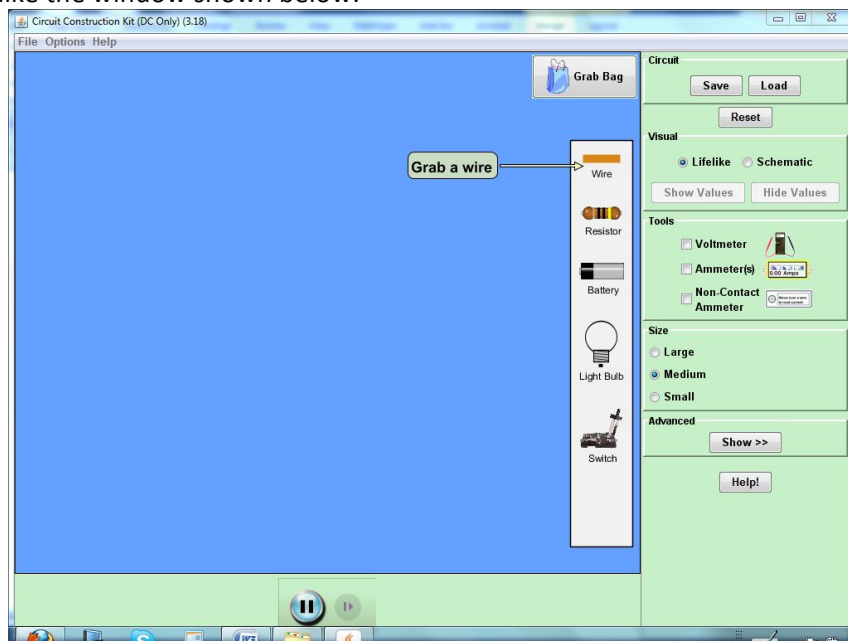 like the window shown below.
Circuit Construction Kit (DC Only) (3.18)
File Options Help
Grab Bag
Grab a wire
Wire
Resistor
Battery
Light Bulb
Switch
Circuit
Save Load
Reset
Visual
Lifelike Schematic
Show Values Hide Values
Tools
Voltmeter
Ammeter(s)
0.00 Amps
Non-Contact
Ammeter
Size
Large
Medium
Small
Advanced
Show >>
Help!